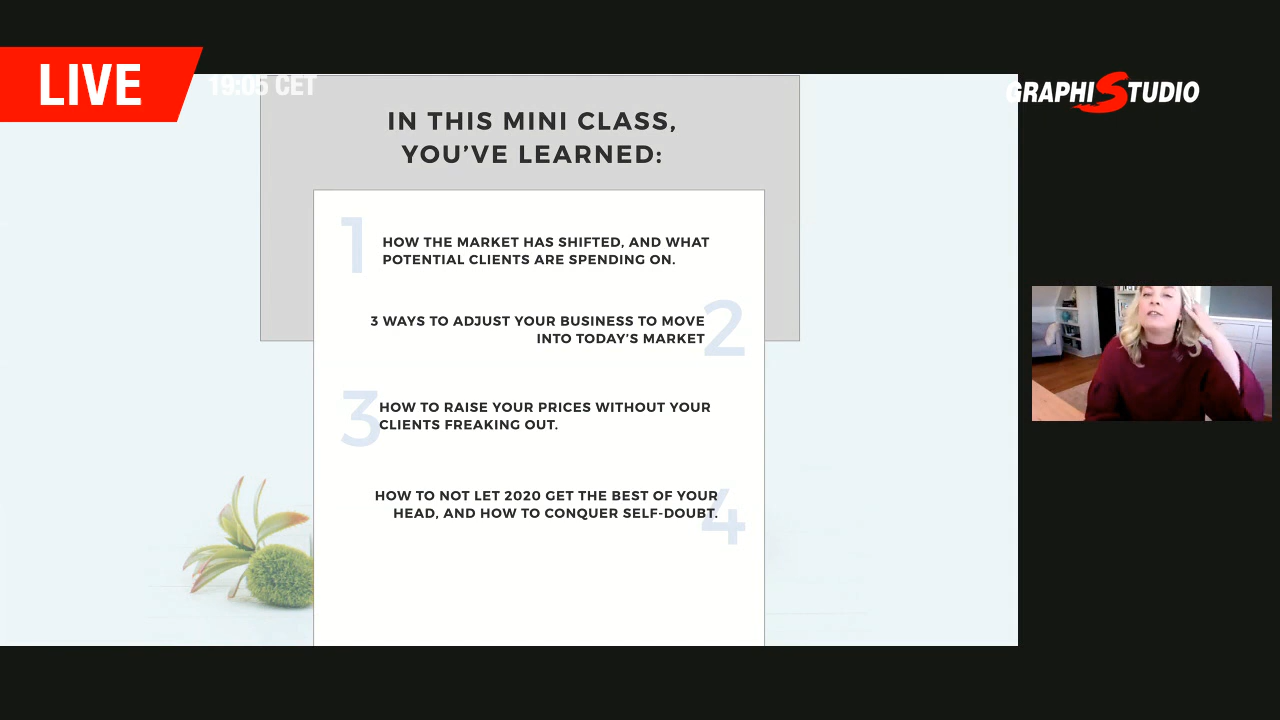 LIVE
19:05 CET
GRAPHISTUDIO
IN THIS MINI CLASS,
YOU'VE LEARNED:
1
HOW THE MARKET HAS SHIFTED, AND WHAT
POTENTIAL CLIENTS ARE SPENDING ON.
3 WAYS TO ADJUST YOUR BUSINESS TO MOVE
INTO TODAY'S MARKET
2
3
HOW TO RAISE YOUR PRICES WITHOUT YOUR
CLIENTS FREAKING OUT.
HOW TO NOT LET 2020 GET THE BEST OF YOUR
HEAD, AND HOW TO CONQUER SELF-DOUBT.
4